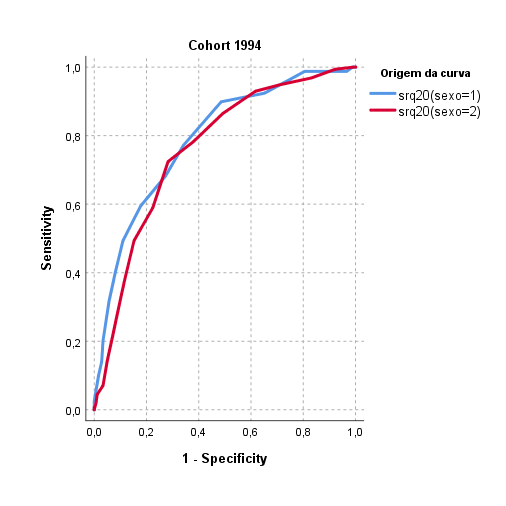 Cohort 1994
Origem da curva
srq20(sexo=1)
srq20(sexo=2)
Sensitivity
1,0
0,8
0,6
0,4
0,2
0,0
0,0 0,2 0,4 0,6 0,8 1,0
1 - Specificity